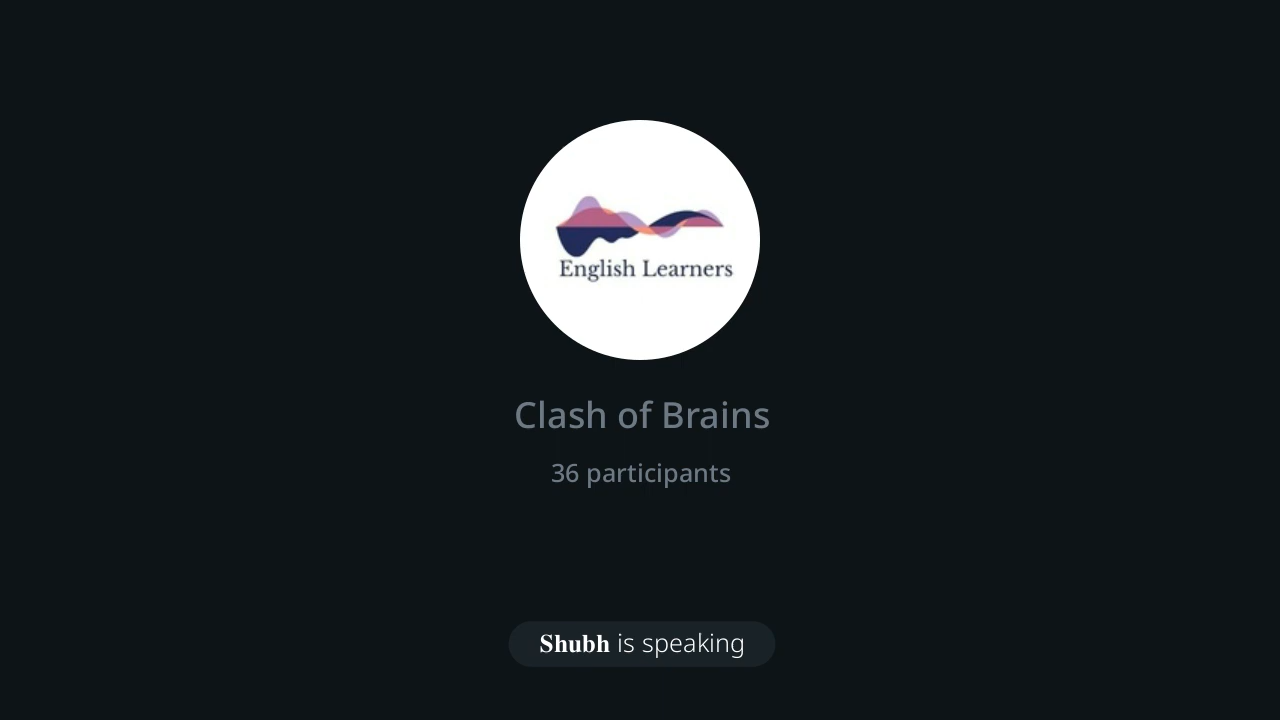 English Learners
Clash of Brains
36 participants
Shubh is speaking